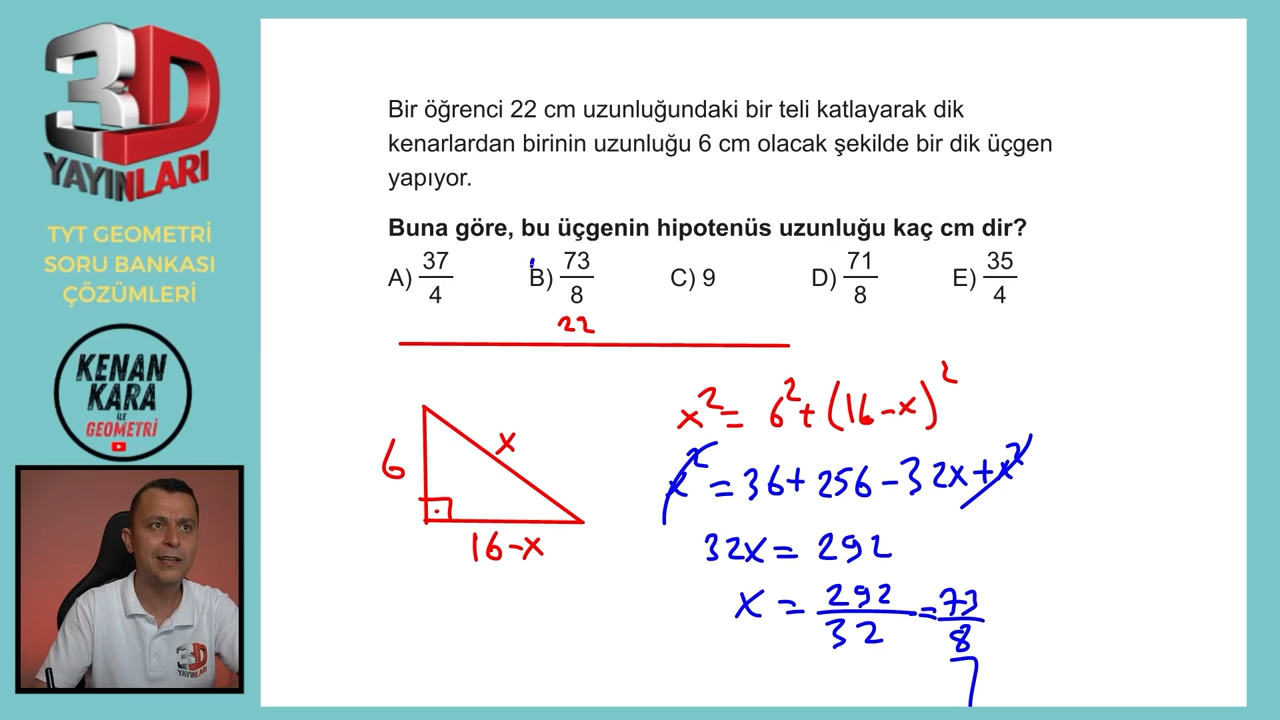 3D
YAYINLARI
TYT GEOMETRİ
SORU BANKASI
ÇÖZÜMLERİ
KENAN
KARA
İLE
GEOMETRİ
Bir öğrenci 22 cm uzunluğundaki bir teli katlayarak dik
kenarlardan birinin uzunluğu 6 cm olacak şekilde bir dik üçgen
yapıyor.
Buna göre, bu üçgenin hipotenüs uzunluğu kaç cm dir?
A) 37/4 B) 73/8 C) 9 D) 71/8 E) 35/4
22
6
x
16-x
x² = 6² + (16-x)²
x² = 36 + 256 - 32x + x²
32x = 292
x = 292/32 = 73/8
3D
YAYINLARI